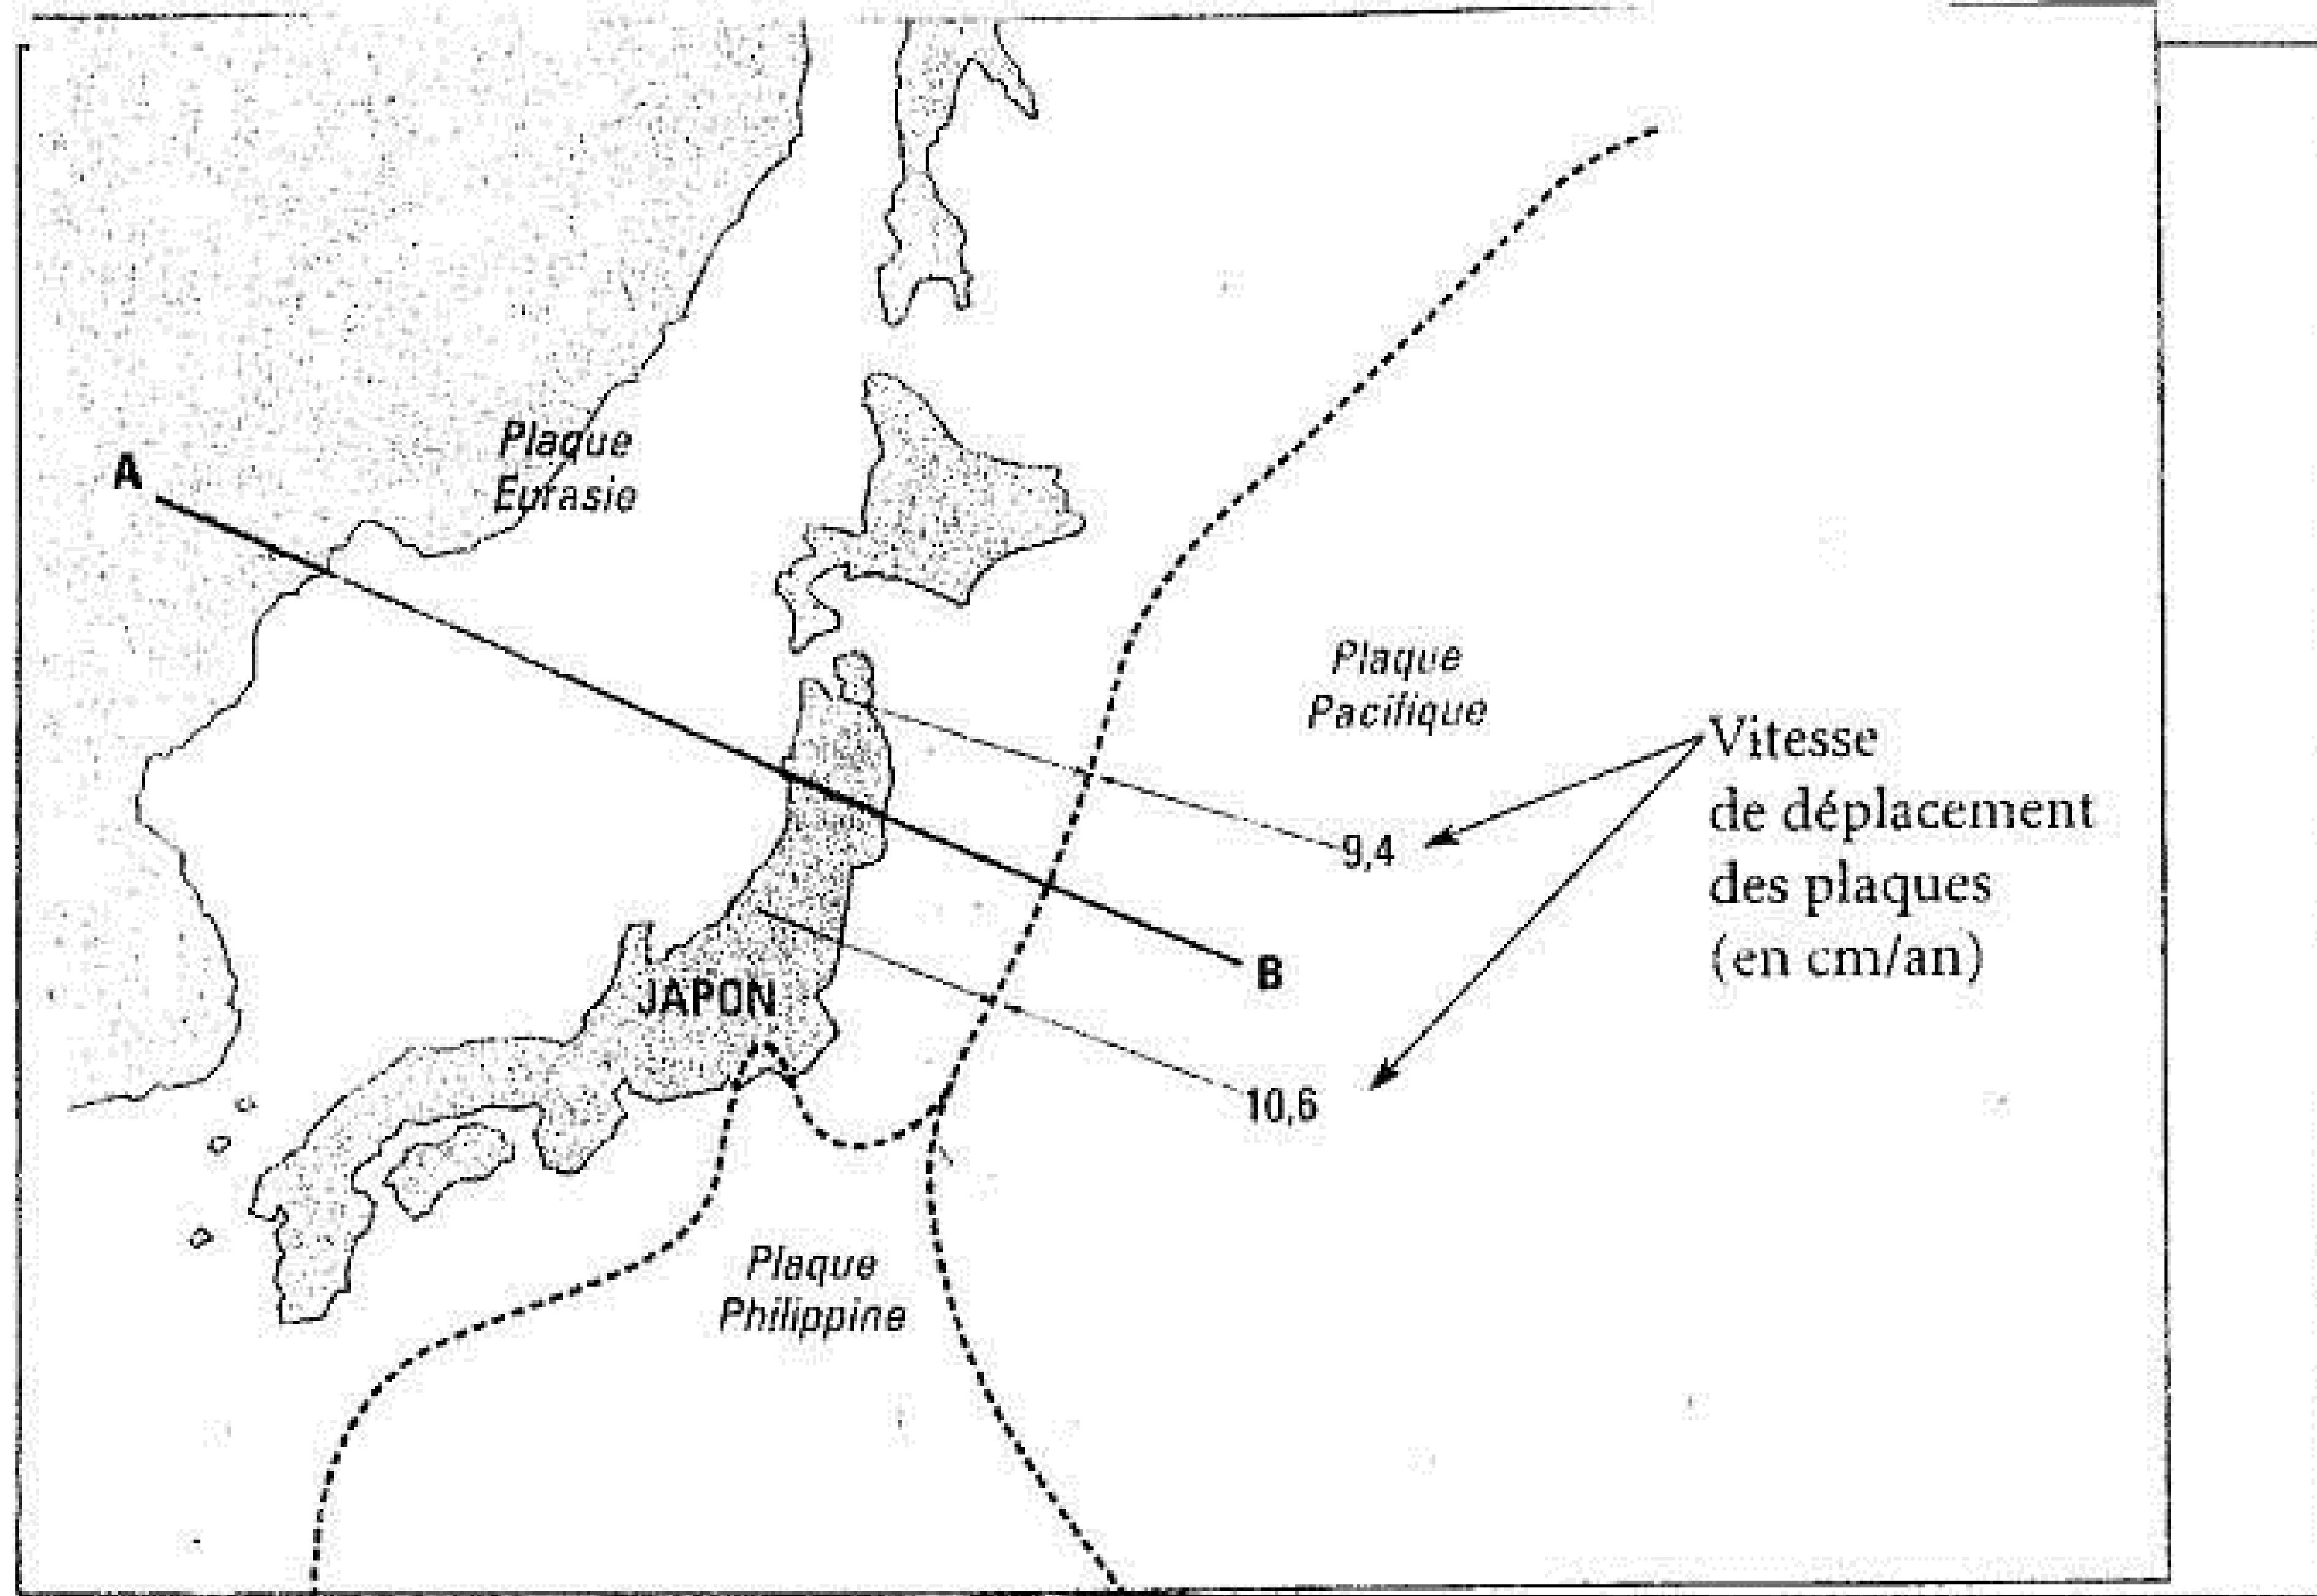 Plaque
Eurasie
A
Plaque
Pacifique
Vitesse
de déplacement
des plaques
(en cm/an)
9,4
B
JAPON
10,6
Plaque
Philippine